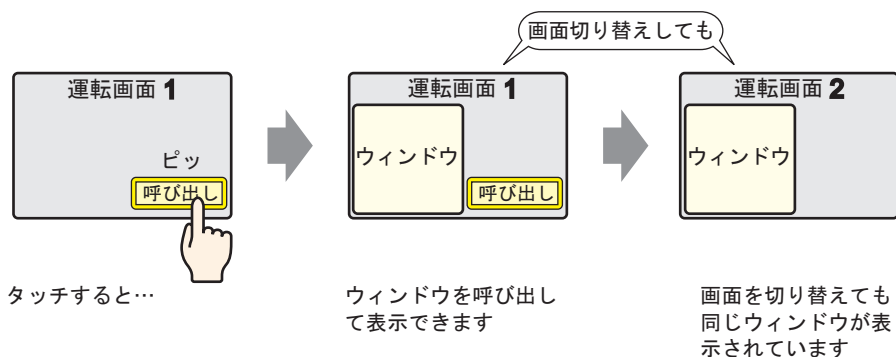 画面切り替えしても
運転画面 1
ピッ
呼び出し
運転画面 1
ウィンドウ
呼び出し
運転画面 2
ウィンドウ
タッチすると…
ウィンドウを呼び出し
て表示できます
画面を切り替えても
同じウィンドウが表
示されています